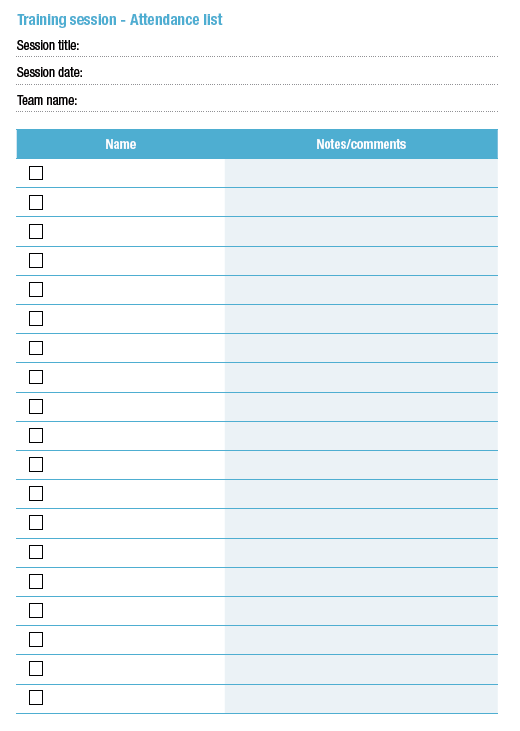 Training session - Attendance list
Session title:
Session date:
Team name:
Name Notes/comments